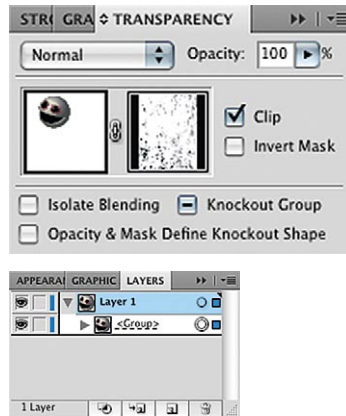 STR GRA TRANSPARENCY
Normal Opacity: 100 %
Clip
Invert Mask
Isolate Blending Knockout Group
Opacity & Mask Define Knockout Shape
APPEARA GRAPHIC LAYERS
Layer 1
<Group>
1 Layer